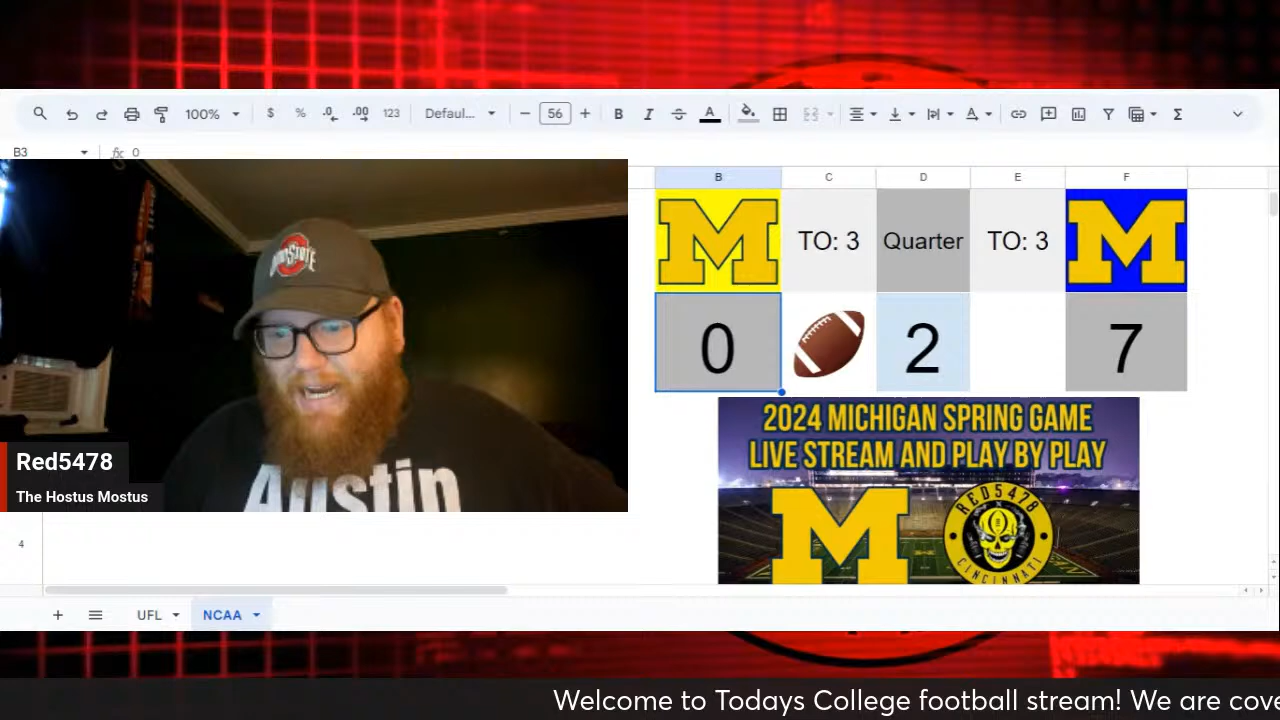 100%
$
%
.0
.00
123
Defaul...
56
B
I
A
Σ
B3
fx 0
B C D E F
M TO: 3 Quarter TO: 3 M
0 2 7
2024 MICHIGAN SPRING GAME
LIVE STREAM AND PLAY BY PLAY
M
RED5478
CINCINNATI
OHIO STATE
Austin
Red5478
The Hostus Mostus
4
UFL
NCAA
Welcome to Todays College football stream! We are cove